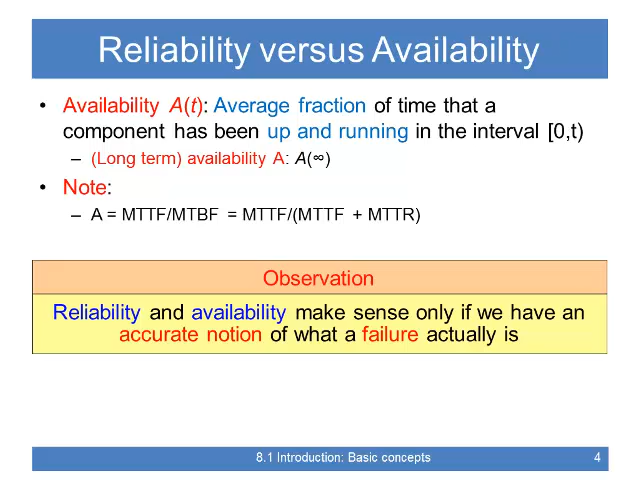 Reliability versus Availability
• Availability A(t): Average fraction of time that a
component has been up and running in the interval [0,t)
– (Long term) availability A: A(∞)
• Note:
– A = MTTF/MTBF = MTTF/(MTTF + MTTR)
Observation
Reliability and availability make sense only if we have an
accurate notion of what a failure actually is
8.1 Introduction: Basic concepts
4